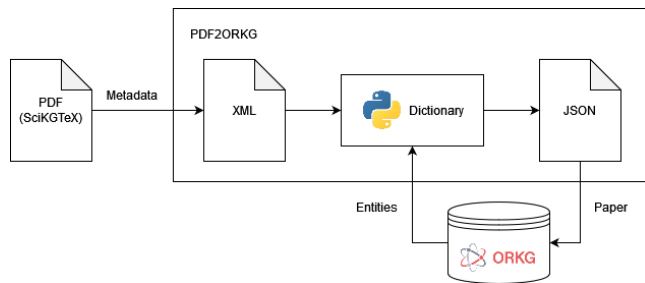 PDF2ORKG
PDF
(SciKGTeX)
Metadata
XML
Dictionary
JSON
Entities
Paper
ORKG